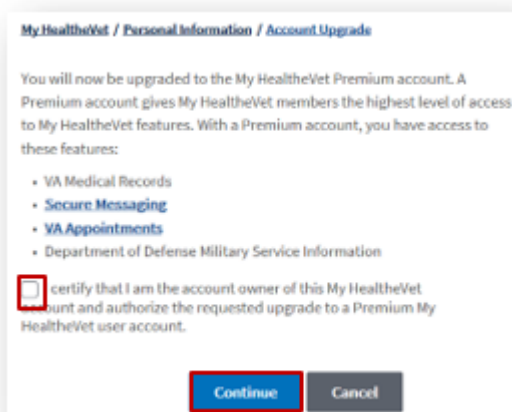 My HealtheVet / Personal Information / Account Upgrade
You will now be upgraded to the My HealtheVet Premium account. A
Premium account gives My HealtheVet members the highest level of access
to My HealtheVet features. With a Premium account, you have access to
these features:
• VA Medical Records
• Secure Messaging
• VA Appointments
• Department of Defense Military Service Information
certify that I am the account owner of this My HealtheVet
account and authorize the requested upgrade to a Premium My
HealtheVet user account.
Continue Cancel